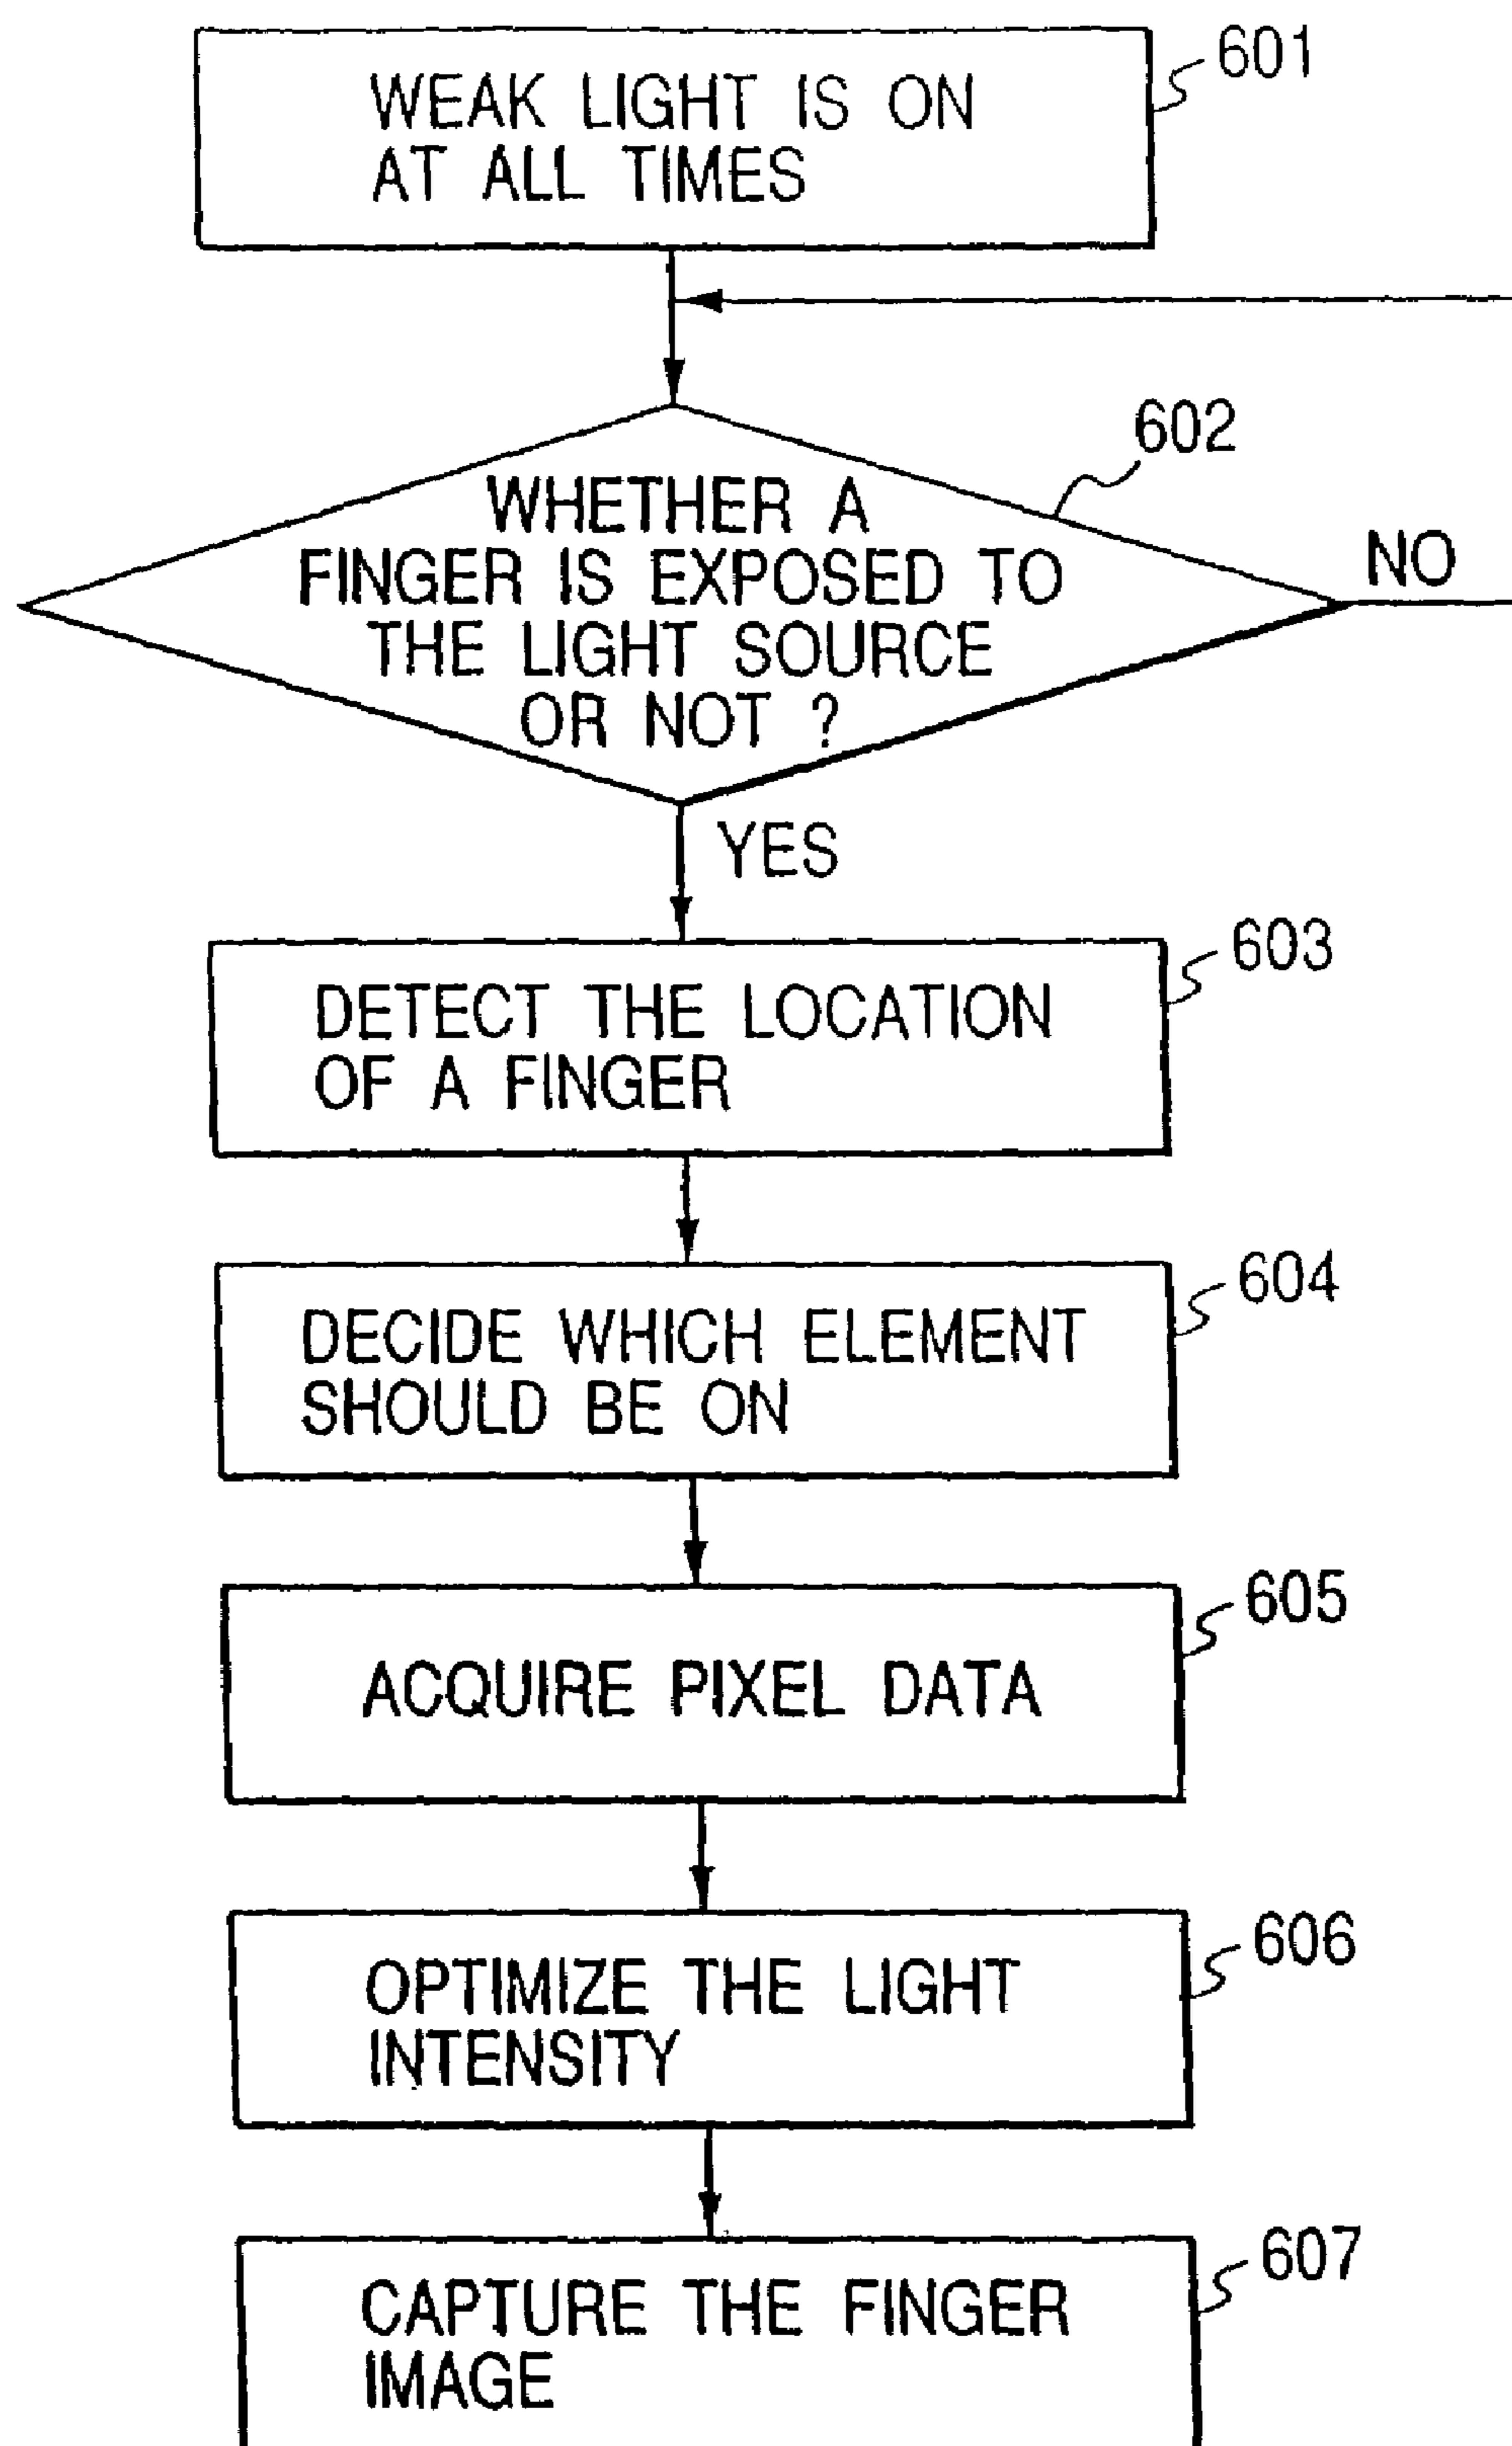 601
WEAK LIGHT IS ON
AT ALL TIMES
602
WHETHER A
FINGER IS EXPOSED TO
THE LIGHT SOURCE
OR NOT ?
NO
YES
603
DETECT THE LOCATION
OF A FINGER
604
DECIDE WHICH ELEMENT
SHOULD BE ON
605
ACQUIRE PIXEL DATA
606
OPTIMIZE THE LIGHT
INTENSITY
607
CAPTURE THE FINGER
IMAGE